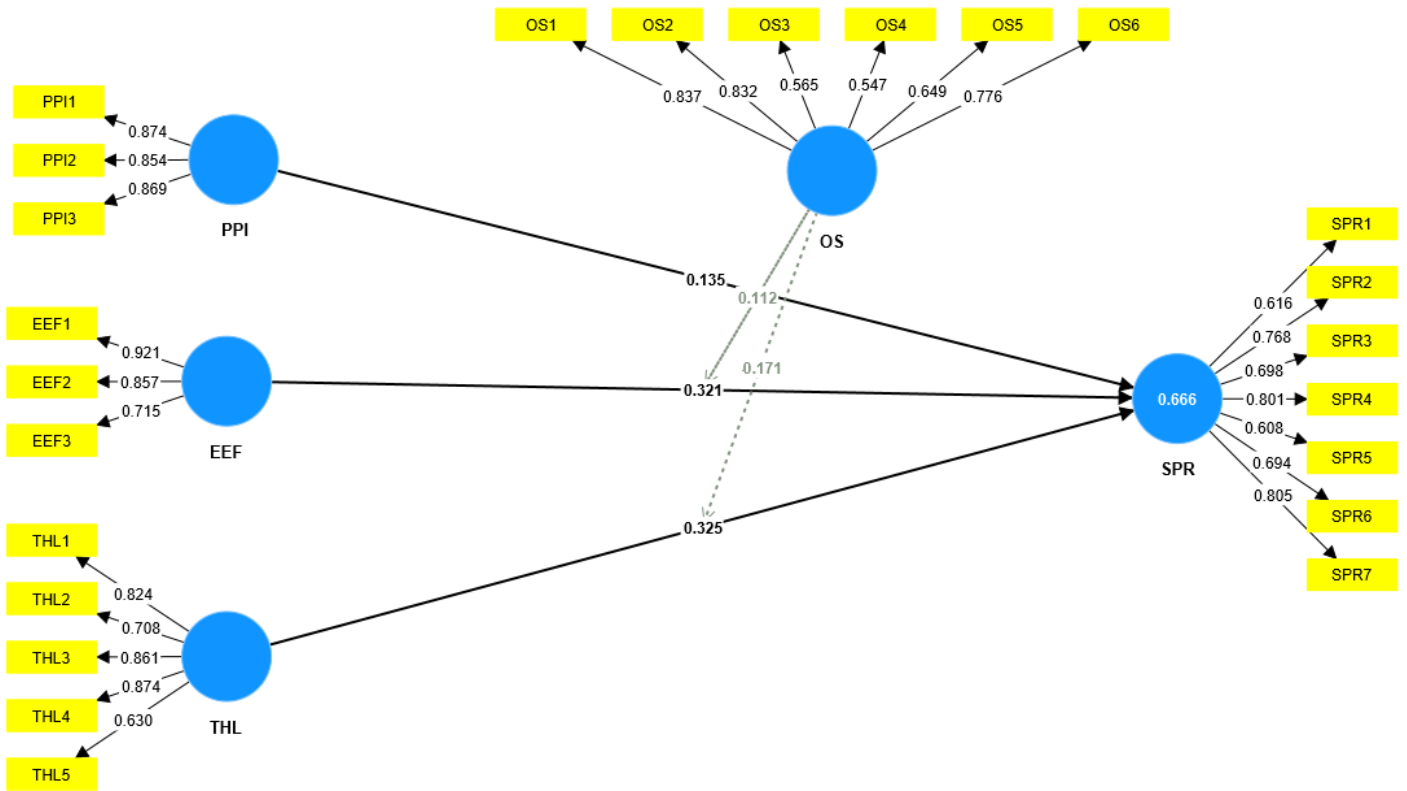 OS1 OS2 OS3 OS4 OS5 OS6
0.837 0.832 0.565 0.547 0.649 0.776
OS
PPI1
PPI2
PPI3
0.874
0.854
0.869
PPI
0.135
0.112
0.171
EEF1
EEF2
EEF3
0.921
0.857
0.715
EEF
0.321
THL1
THL2
THL3
THL4
THL5
0.824
0.708
0.861
0.874
0.630
THL
0.325
0.666
SPR
0.616
0.768
0.698
0.801
0.608
0.694
0.805
SPR1
SPR2
SPR3
SPR4
SPR5
SPR6
SPR7